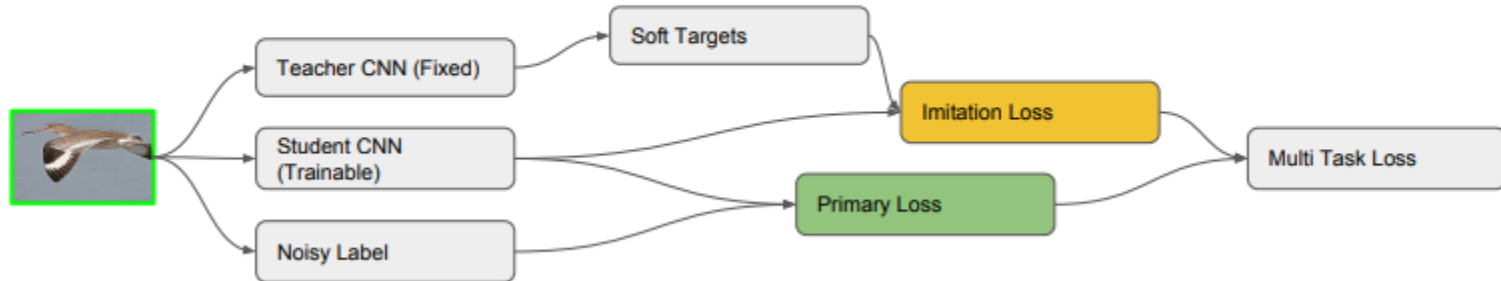 Teacher CNN (Fixed)
Soft Targets
Student CNN
(Trainable)
Imitation Loss
Noisy Label
Primary Loss
Multi Task Loss